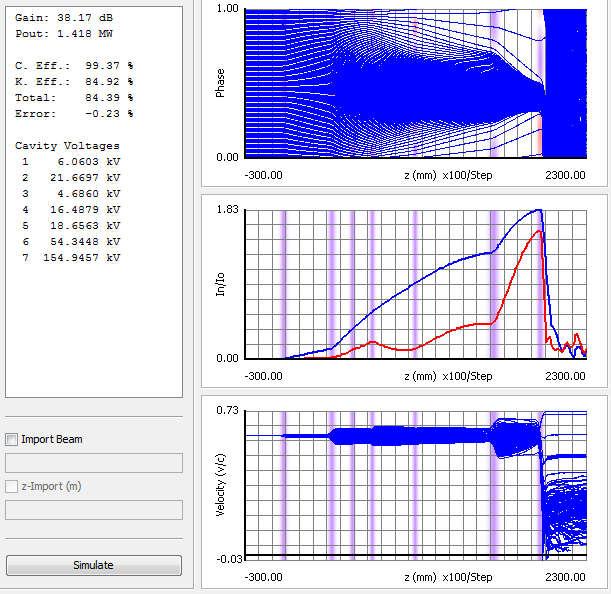 Gain: 38.17 dB
Pout: 1.418 MW
C. Eff.: 99.37 %
K. Eff.: 84.92 %
Total: 84.39 %
Error: -0.23 %
Cavity Voltages
1 6.0603 kV
2 21.6697 kV
3 4.6860 kV
4 16.4879 kV
5 18.6563 kV
6 54.3448 kV
7 154.9457 kV
Import Beam
z-Import (m)
Simulate
1.00
Phase
0.00
-300.00 z (mm) x100/Step 2300.00
1.83
In/Io
0.00
-300.00 z (mm) x100/Step 2300.00
0.73
Velocity (v/c)
-0.03
-300.00 z (mm) x100/Step 2300.00